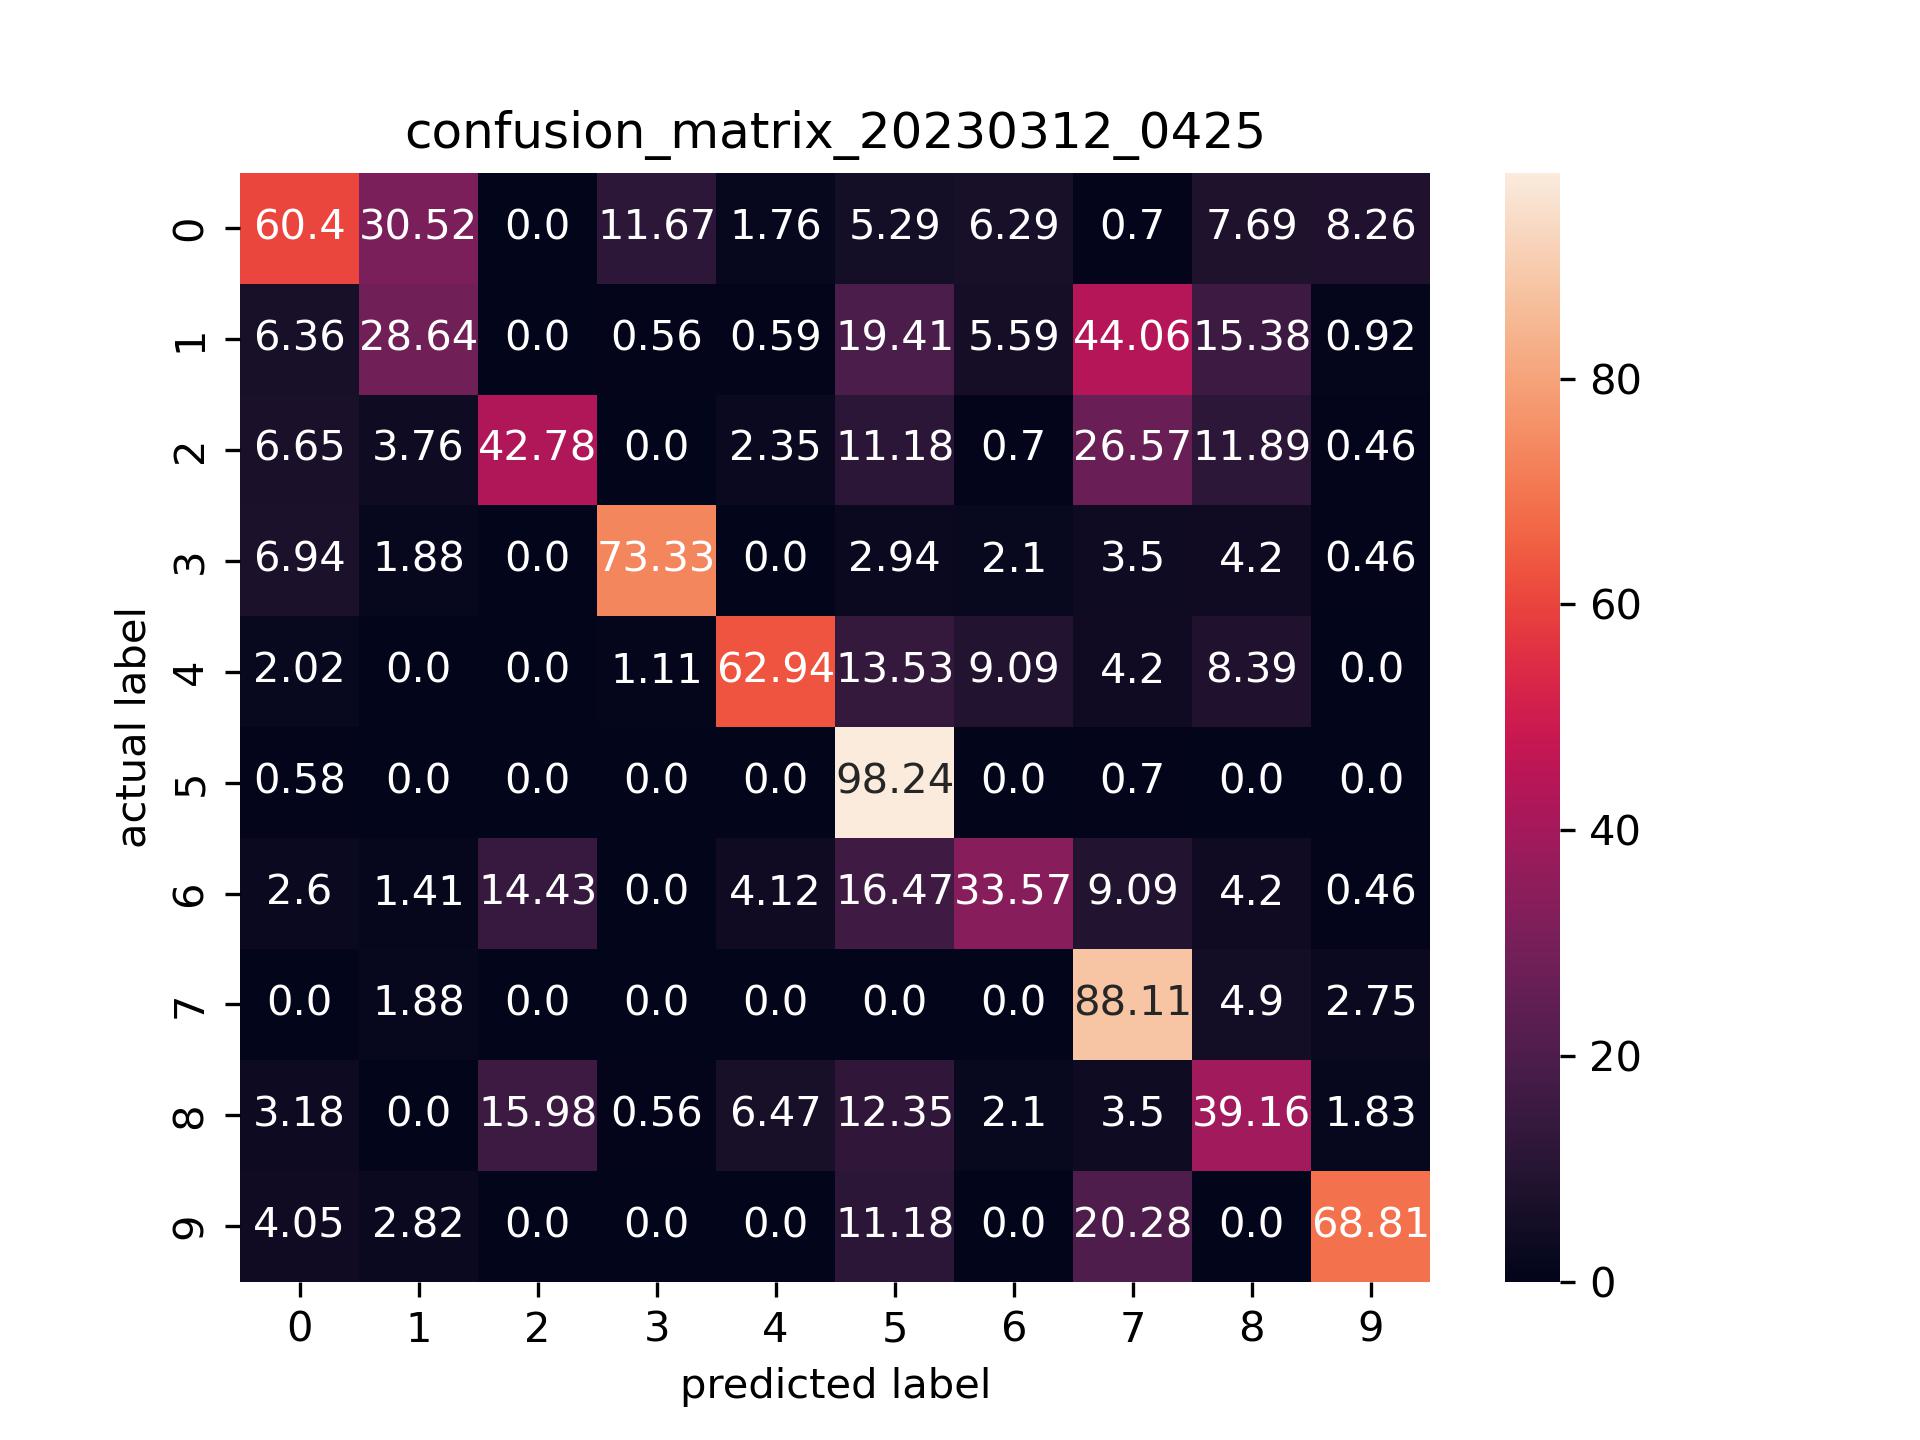 confusion_matrix_20230312_0425
0 60.4 30.52 0.0 11.67 1.76 5.29 6.29 0.7 7.69 8.26
1 6.36 28.64 0.0 0.56 0.59 19.41 5.59 44.06 15.38 0.92
2 6.65 3.76 42.78 0.0 2.35 11.18 0.7 26.57 11.89 0.46
3 6.94 1.88 0.0 73.33 0.0 2.94 2.1 3.5 4.2 0.46
4 2.02 0.0 0.0 1.11 62.94 13.53 9.09 4.2 8.39 0.0
5 0.58 0.0 0.0 0.0 0.0 98.24 0.0 0.7 0.0 0.0
6 2.6 1.41 14.43 0.0 4.12 16.47 33.57 9.09 4.2 0.46
7 0.0 1.88 0.0 0.0 0.0 0.0 0.0 88.11 4.9 2.75
8 3.18 0.0 15.98 0.56 6.47 12.35 2.1 3.5 39.16 1.83
9 4.05 2.82 0.0 0.0 0.0 11.18 0.0 20.28 0.0 68.81
0 1 2 3 4 5 6 7 8 9
predicted label
actual label
80
60
40
20
0